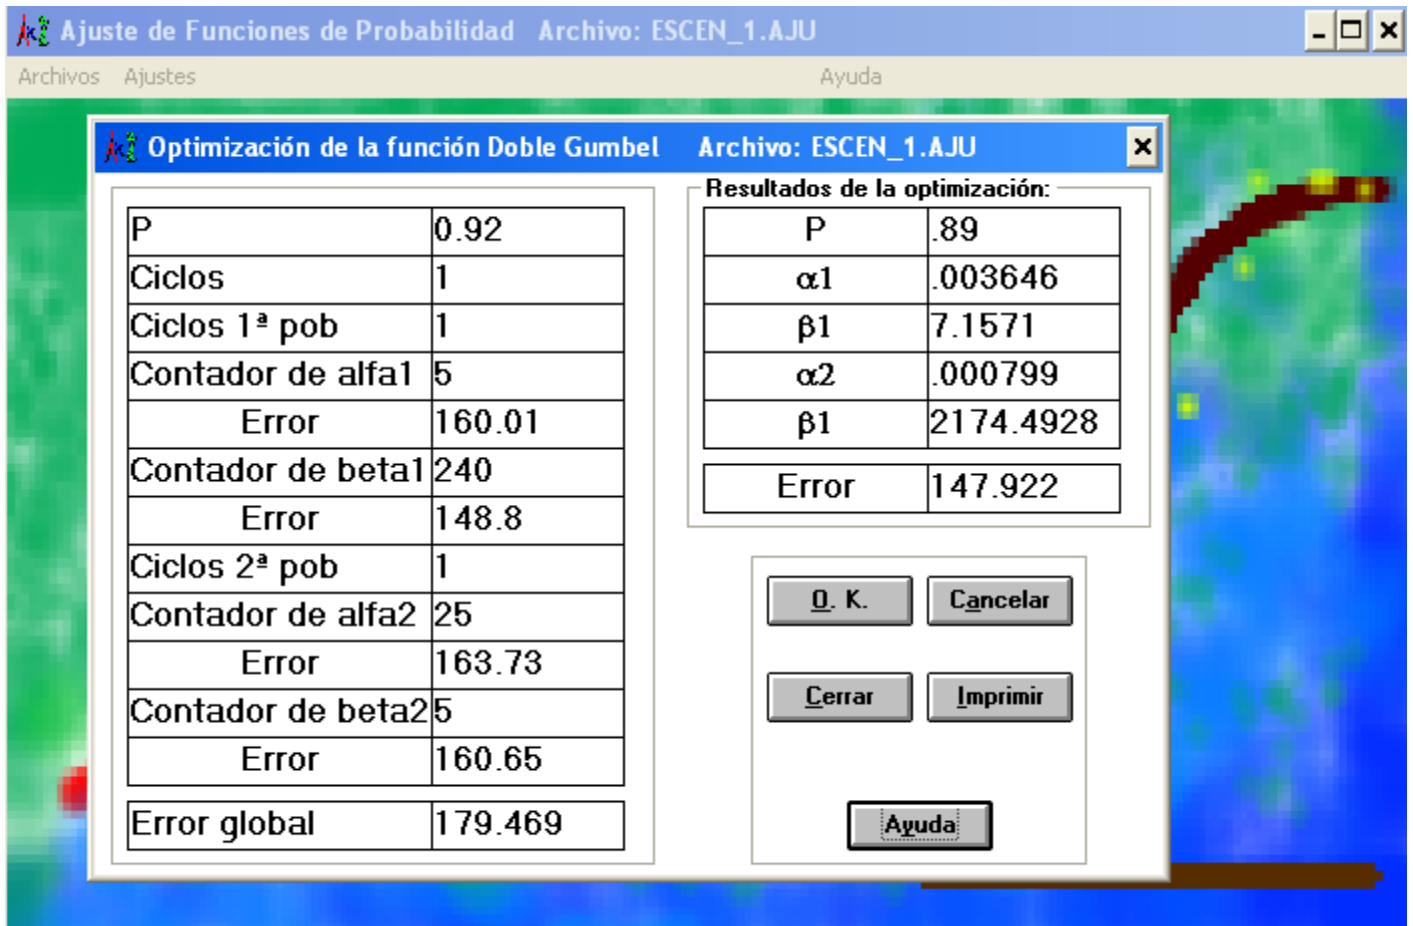 Ajuste de Funciones de Probabilidad Archivo: ESCEN_1.AJU
Archivos Ajustes Ayuda
Optimización de la función Doble Gumbel Archivo: ESCEN_1.AJU
P 0.92
Ciclos 1
Ciclos 1ª pob 1
Contador de alfa1 5
Error 160.01
Contador de beta1 240
Error 148.8
Ciclos 2ª pob 1
Contador de alfa2 25
Error 163.73
Contador de beta2 5
Error 160.65
Error global 179.469
Resultados de la optimización:
P .89
α1 .003646
β1 7.1571
α2 .000799
β1 2174.4928
Error 147.922
O. K. Cancelar
Cerrar Imprimir
Ayuda